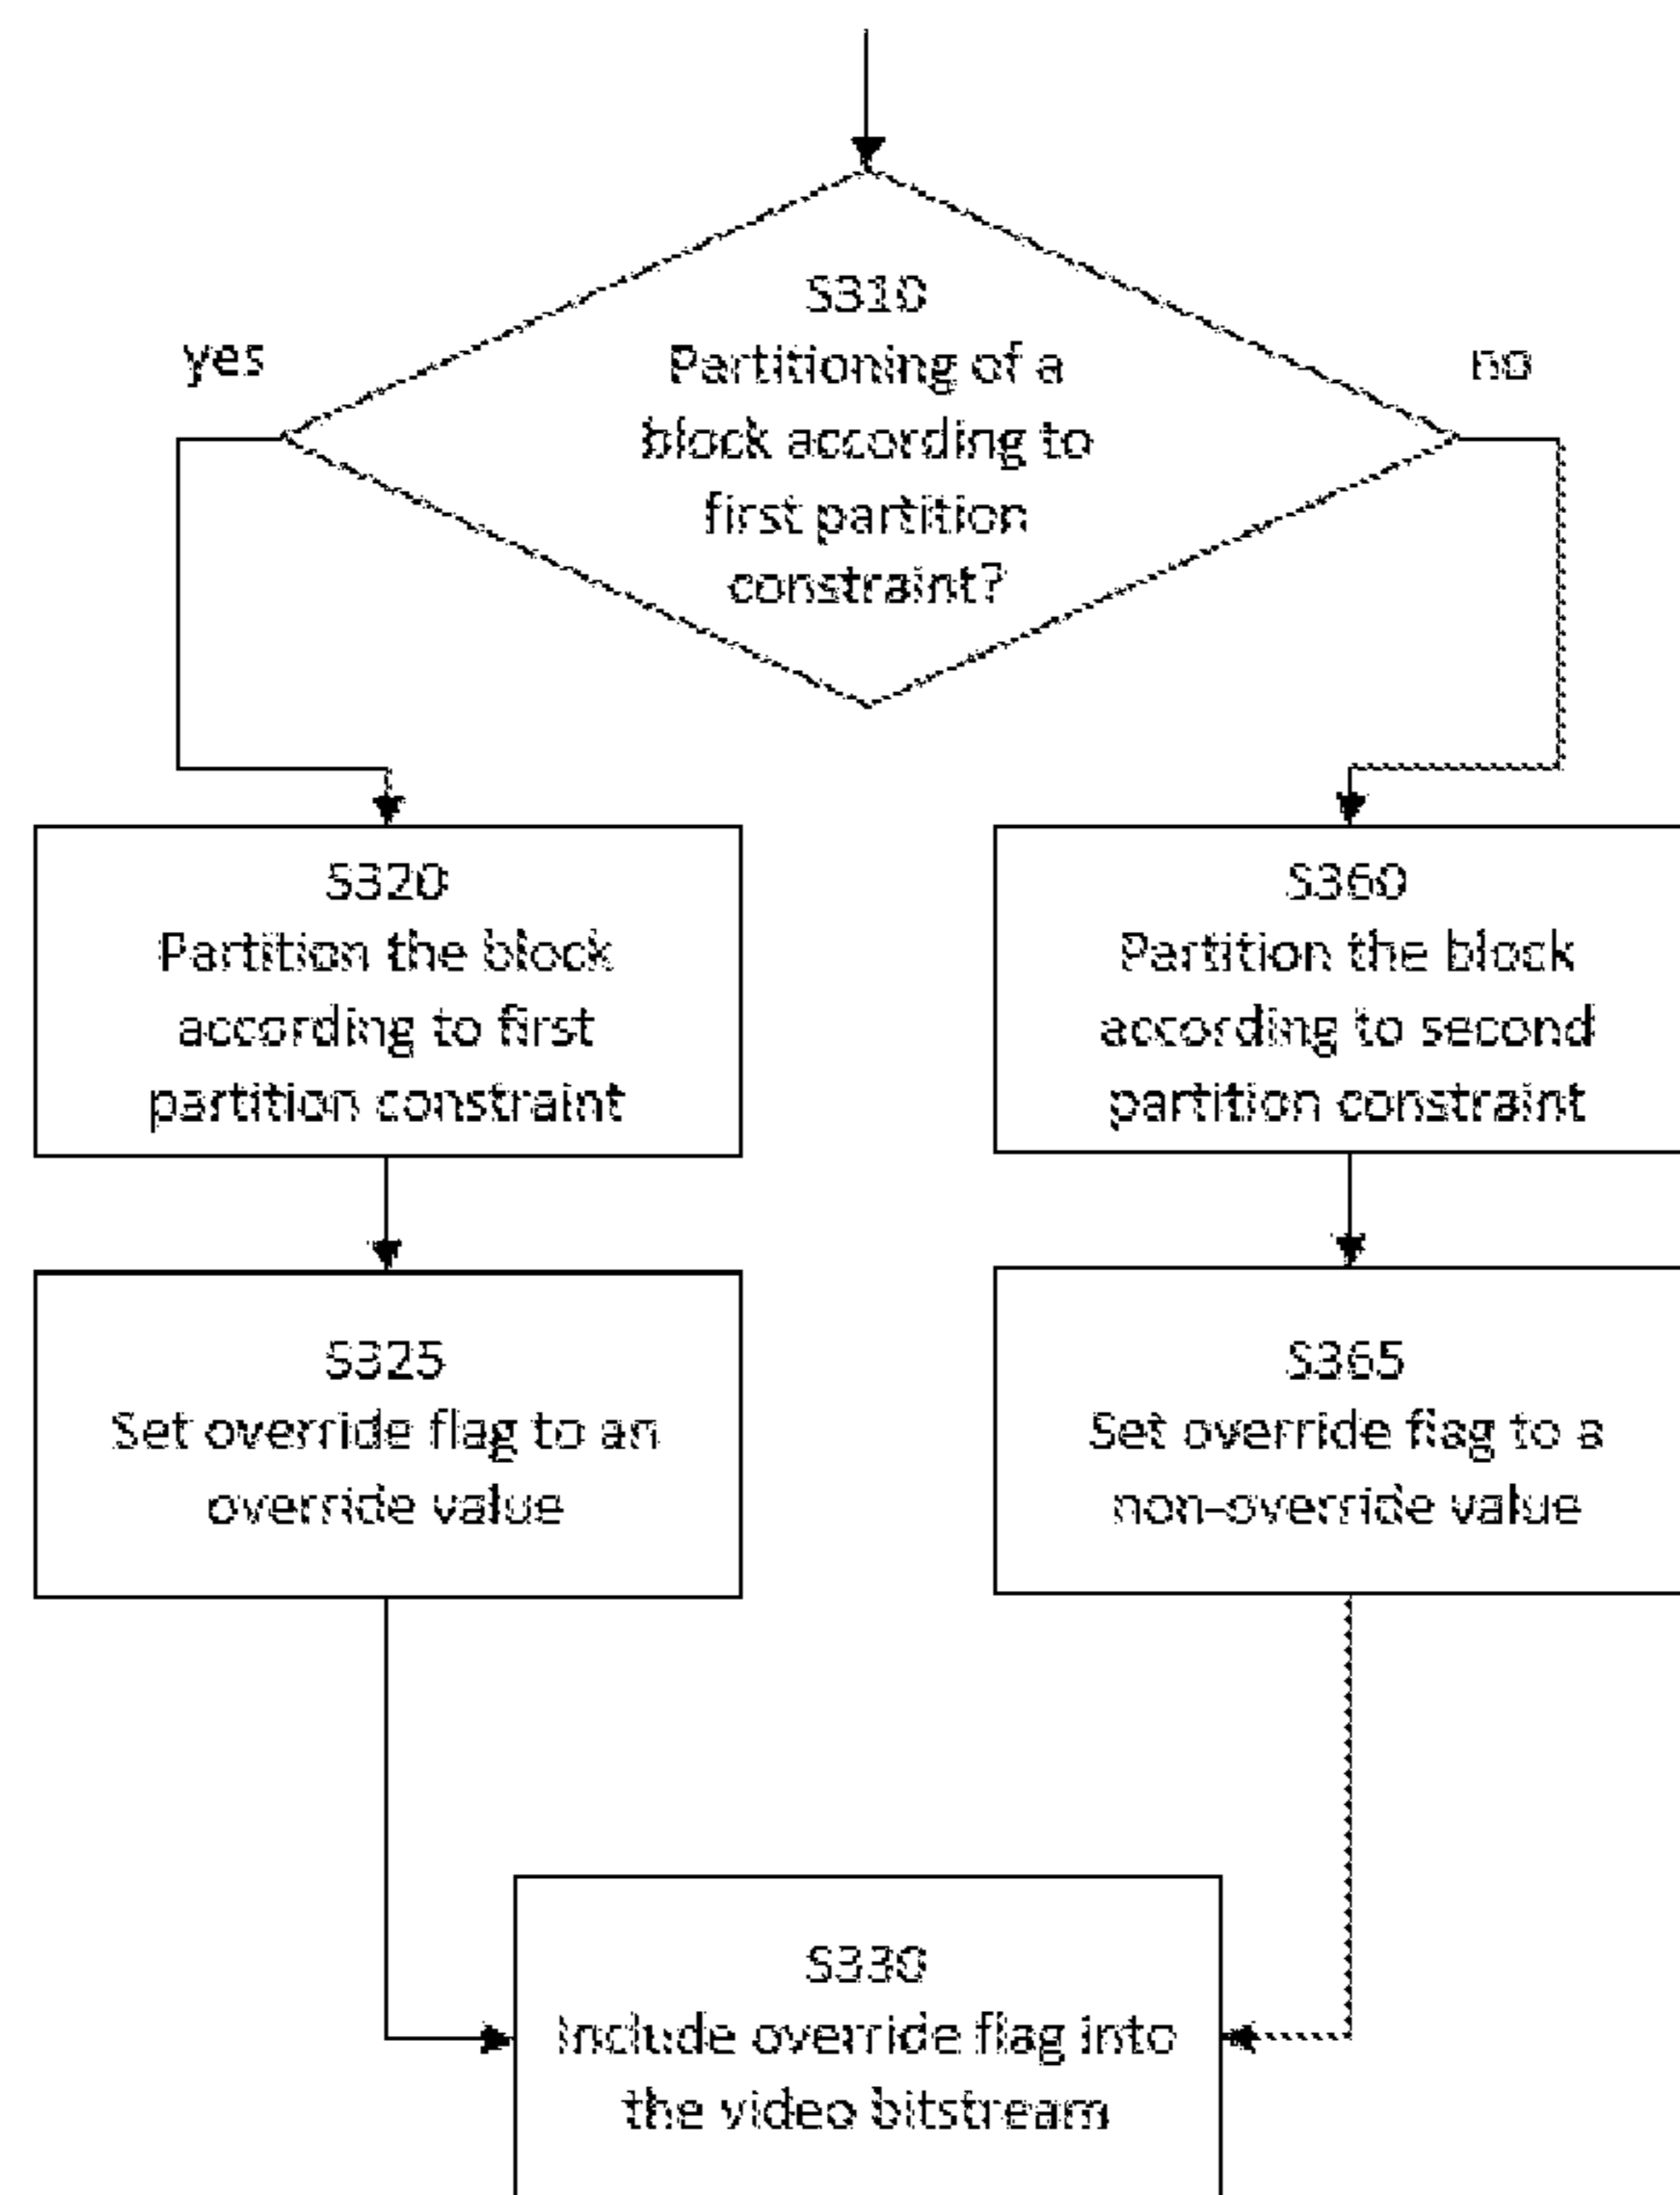 S310
Partitioning of a
block according to
first partition
constraint?
yes
no
S320
Partition the block
according to first
partition constraint
S360
Partition the block
according to second
partition constraint
S325
Set override flag to an
override value
S365
Set override flag to a
non-override value
S330
Include override flag into
the video bitstream